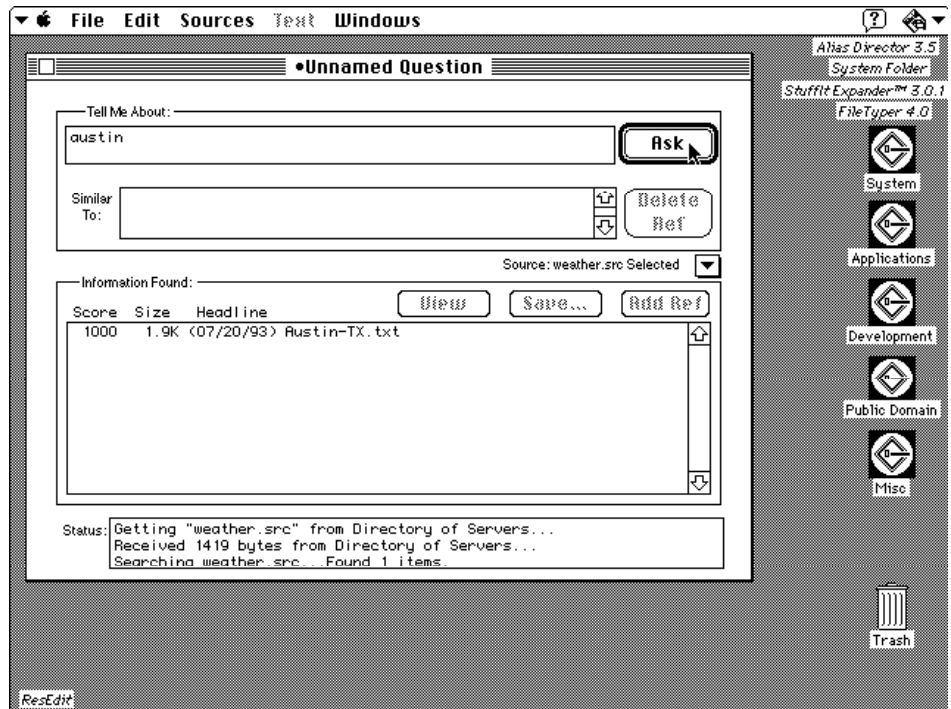 File Edit Sources Text Windows
•Unnamed Question
Tell Me About:
austin
Ask
Similar
To:
Delete
Ref
Source: weather.src Selected
Information Found:
View Save... Add Ref
Score Size Headline
1000 1.9K (07/20/93) Austin-TX.txt
Status:
Getting "weather.src" from Directory of Servers...
Received 1419 bytes from Directory of Servers...
Searching weather.src...Found 1 items.
Alias Director 3.5
System Folder
StuffIt Expander™ 3.0.1
FileTyper 4.0
System
Applications
Development
Public Domain
Misc
Trash
ResEdit